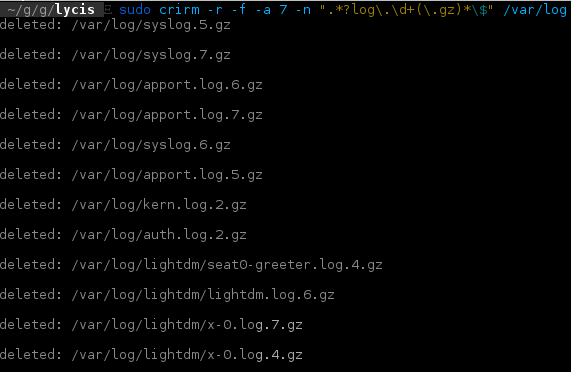 ~/g/g/lycis sudo crirm -r -f -a 7 -n ".*?log\.\d+(\.gz)*\$" /var/log
deleted: /var/log/syslog.5.gz
deleted: /var/log/syslog.7.gz
deleted: /var/log/apport.log.6.gz
deleted: /var/log/apport.log.7.gz
deleted: /var/log/syslog.6.gz
deleted: /var/log/apport.log.5.gz
deleted: /var/log/kern.log.2.gz
deleted: /var/log/auth.log.2.gz
deleted: /var/log/lightdm/seat0-greeter.log.4.gz
deleted: /var/log/lightdm/lightdm.log.6.gz
deleted: /var/log/lightdm/x-0.log.7.gz
deleted: /var/log/lightdm/x-0.log.4.gz